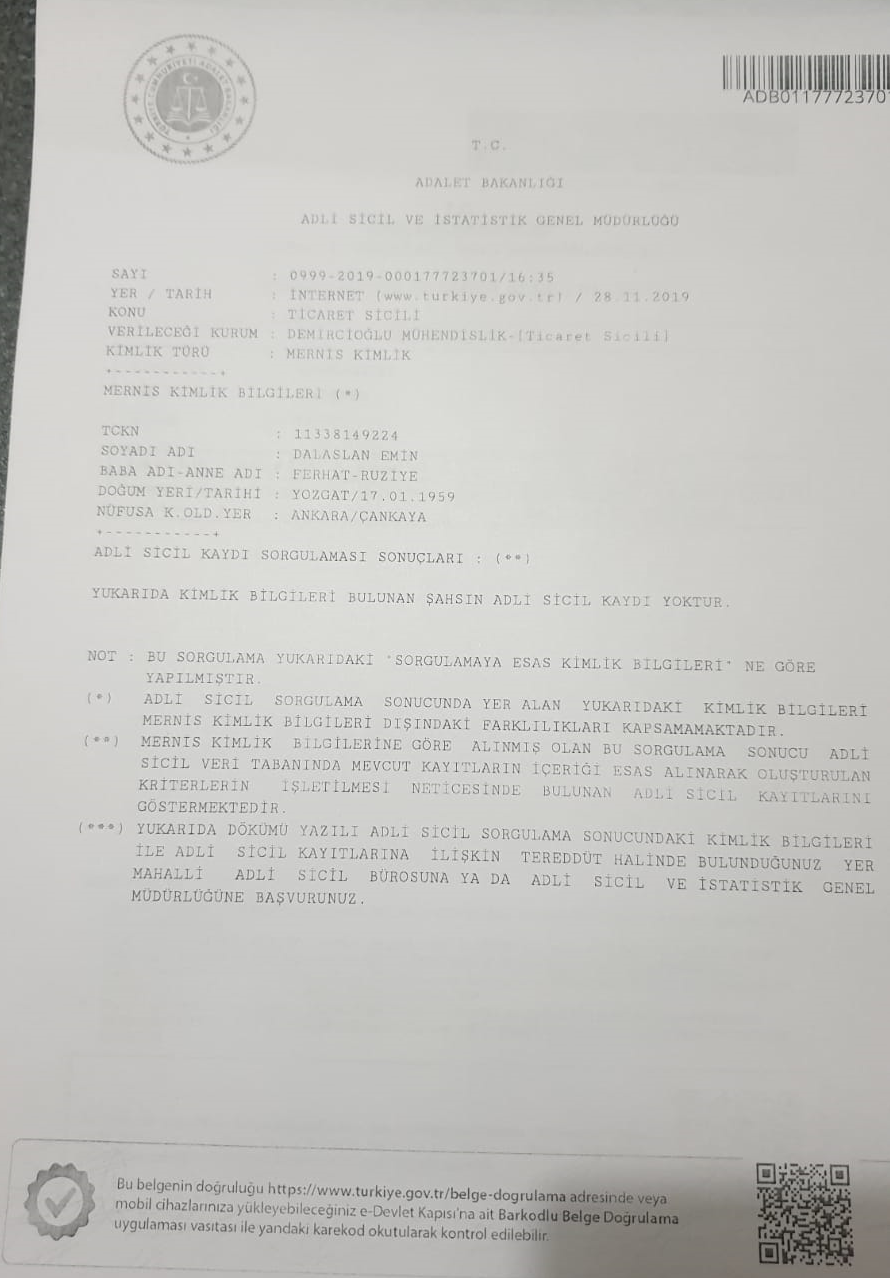 TÜRKİYE CUMHURİYETİ ADALET BAKANLIĞI
ADB0117772370
T.C.
ADALET BAKANLIĞI
ADLİ SİCİL VE İSTATİSTİK GENEL MÜDÜRLÜĞÜ
SAYI : 0999-2019-000177723701/16:35
YER / TARİH : İNTERNET (www.turkiye.gov.tr) / 28.11.2019
KONU : TİCARET SİCİLİ
VERİLECEĞİ KURUM : DEMİRCİOĞLU MÜHENDİSLİK-[Ticaret Sicili]
KİMLİK TÜRÜ : MERNİS KİMLİK
+-----------+
MERNİS KİMLİK BİLGİLERİ (*)
TCKN : 11338149224
SOYADI ADI : DALASLAN EMİN
BABA ADI-ANNE ADI : FERHAT-RUZİYE
DOĞUM YERİ/TARİHİ : YOZGAT/17.01.1959
NÜFUSA K.OLD.YER : ANKARA/ÇANKAYA
+-----------+
ADLİ SİCİL KAYDI SORGULAMASI SONUÇLARI : (**)
YUKARIDA KİMLİK BİLGİLERİ BULUNAN ŞAHSIN ADLİ SİCİL KAYDI YOKTUR.
NOT : BU SORGULAMA YUKARIDAKİ "SORGULAMAYA ESAS KİMLİK BİLGİLERİ" NE GÖRE
YAPILMIŞTIR.
(*) ADLİ SİCİL SORGULAMA SONUCUNDA YER ALAN YUKARIDAKİ KİMLİK BİLGİLERİ
MERNİS KİMLİK BİLGİLERİ DIŞINDAKİ FARKLILIKLARI KAPSAMAMAKTADIR.
(**) MERNİS KİMLİK BİLGİLERİNE GÖRE ALINMIŞ OLAN BU SORGULAMA SONUCU ADLİ
SİCİL VERİ TABANINDA MEVCUT KAYITLARIN İÇERİĞİ ESAS ALINARAK OLUŞTURULAN
KRİTERLERİN İŞLETİLMESİ NETİCESİNDE BULUNAN ADLİ SİCİL KAYITLARINI
GÖSTERMEKTEDİR.
(***) YUKARIDA DÖKÜMÜ YAZILI ADLİ SİCİL SORGULAMA SONUCUNDAKİ KİMLİK BİLGİLERİ
İLE ADLİ SİCİL KAYITLARINA İLİŞKİN TEREDDÜT HALİNDE BULUNDUĞUNUZ YER
MAHALLİ ADLİ SİCİL BÜROSUNA YA DA ADLİ SİCİL VE İSTATİSTİK GENEL
MÜDÜRLÜĞÜNE BAŞVURUNUZ.
Bu belgenin doğruluğu https://www.turkiye.gov.tr/belge-dogrulama adresinde veya
mobil cihazlarınıza yükleyebileceğiniz e-Devlet Kapısı'na ait Barkodlu Belge Doğrulama
uygulaması vasıtası ile yandaki karekod okutularak kontrol edilebilir.